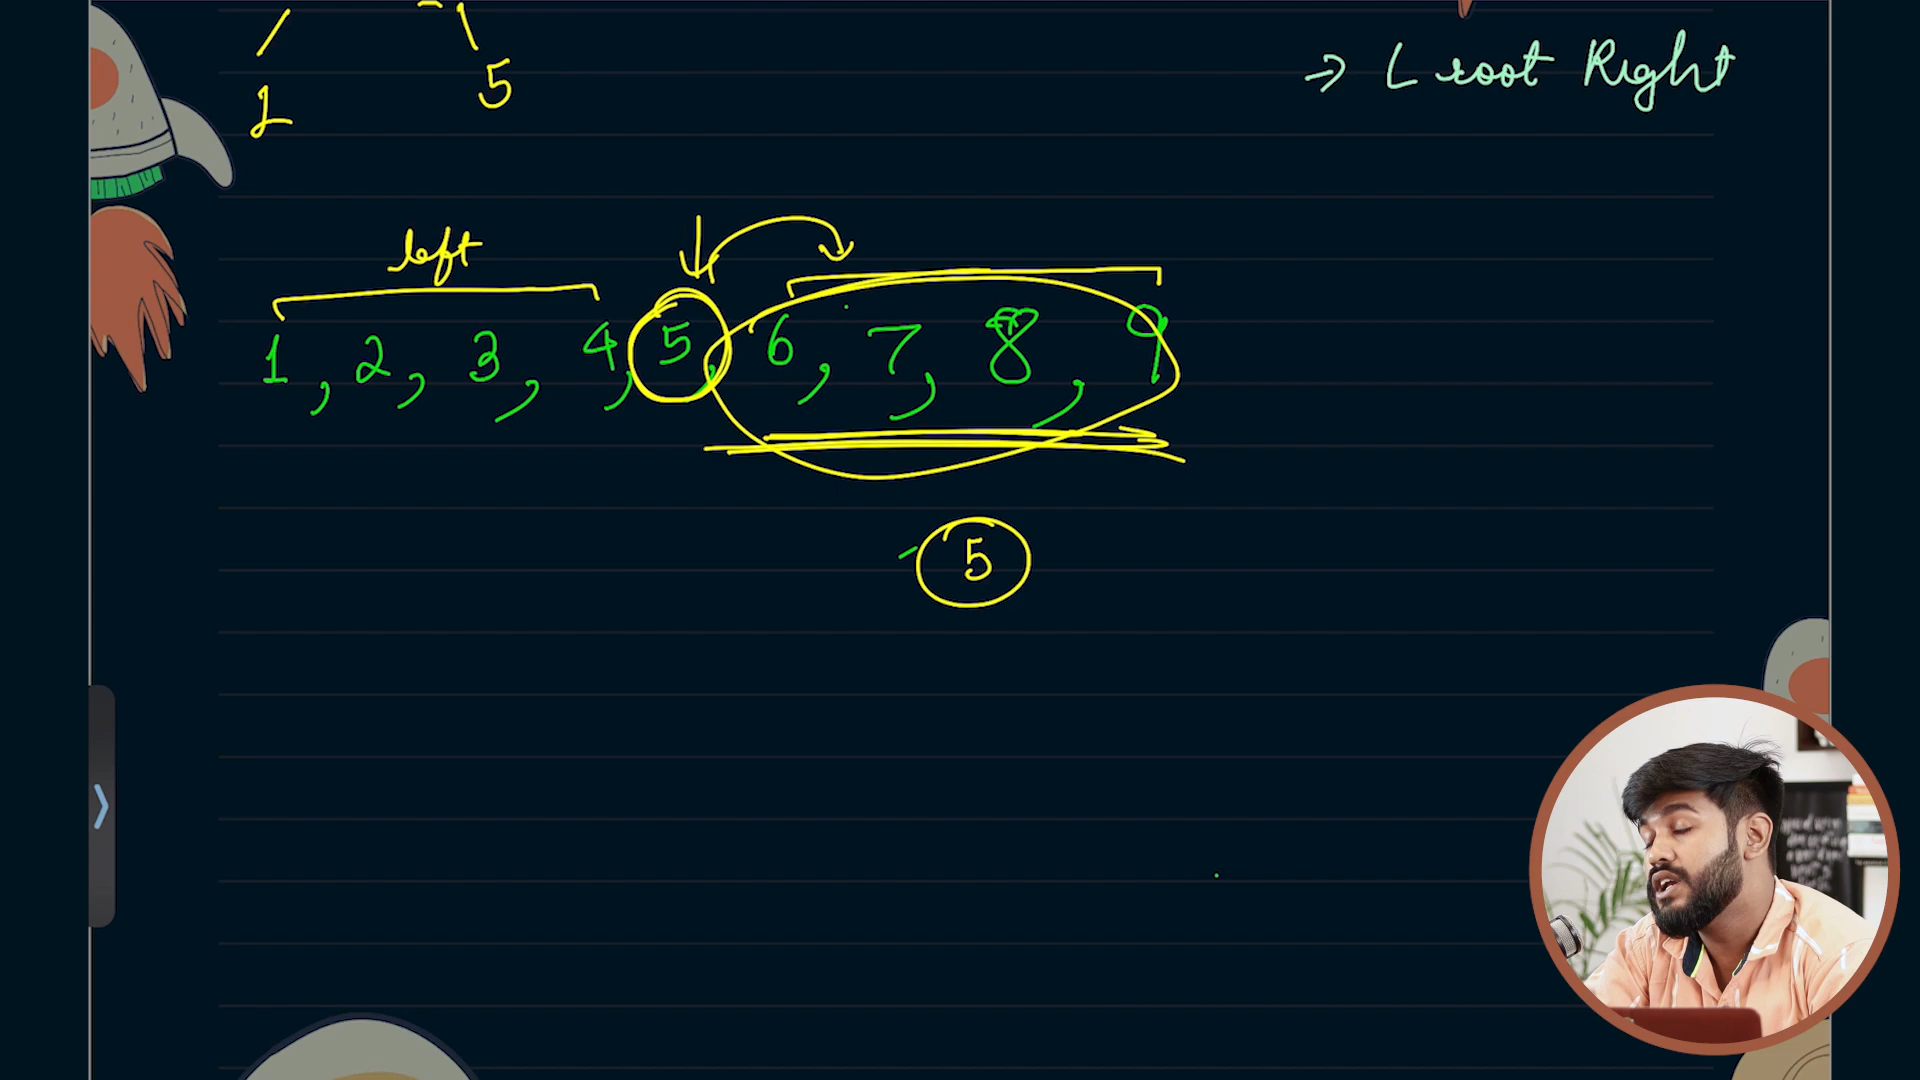 1 5
→ L root Right
left
1, 2, 3, 4, 5, 6, 7, 8, 9
5